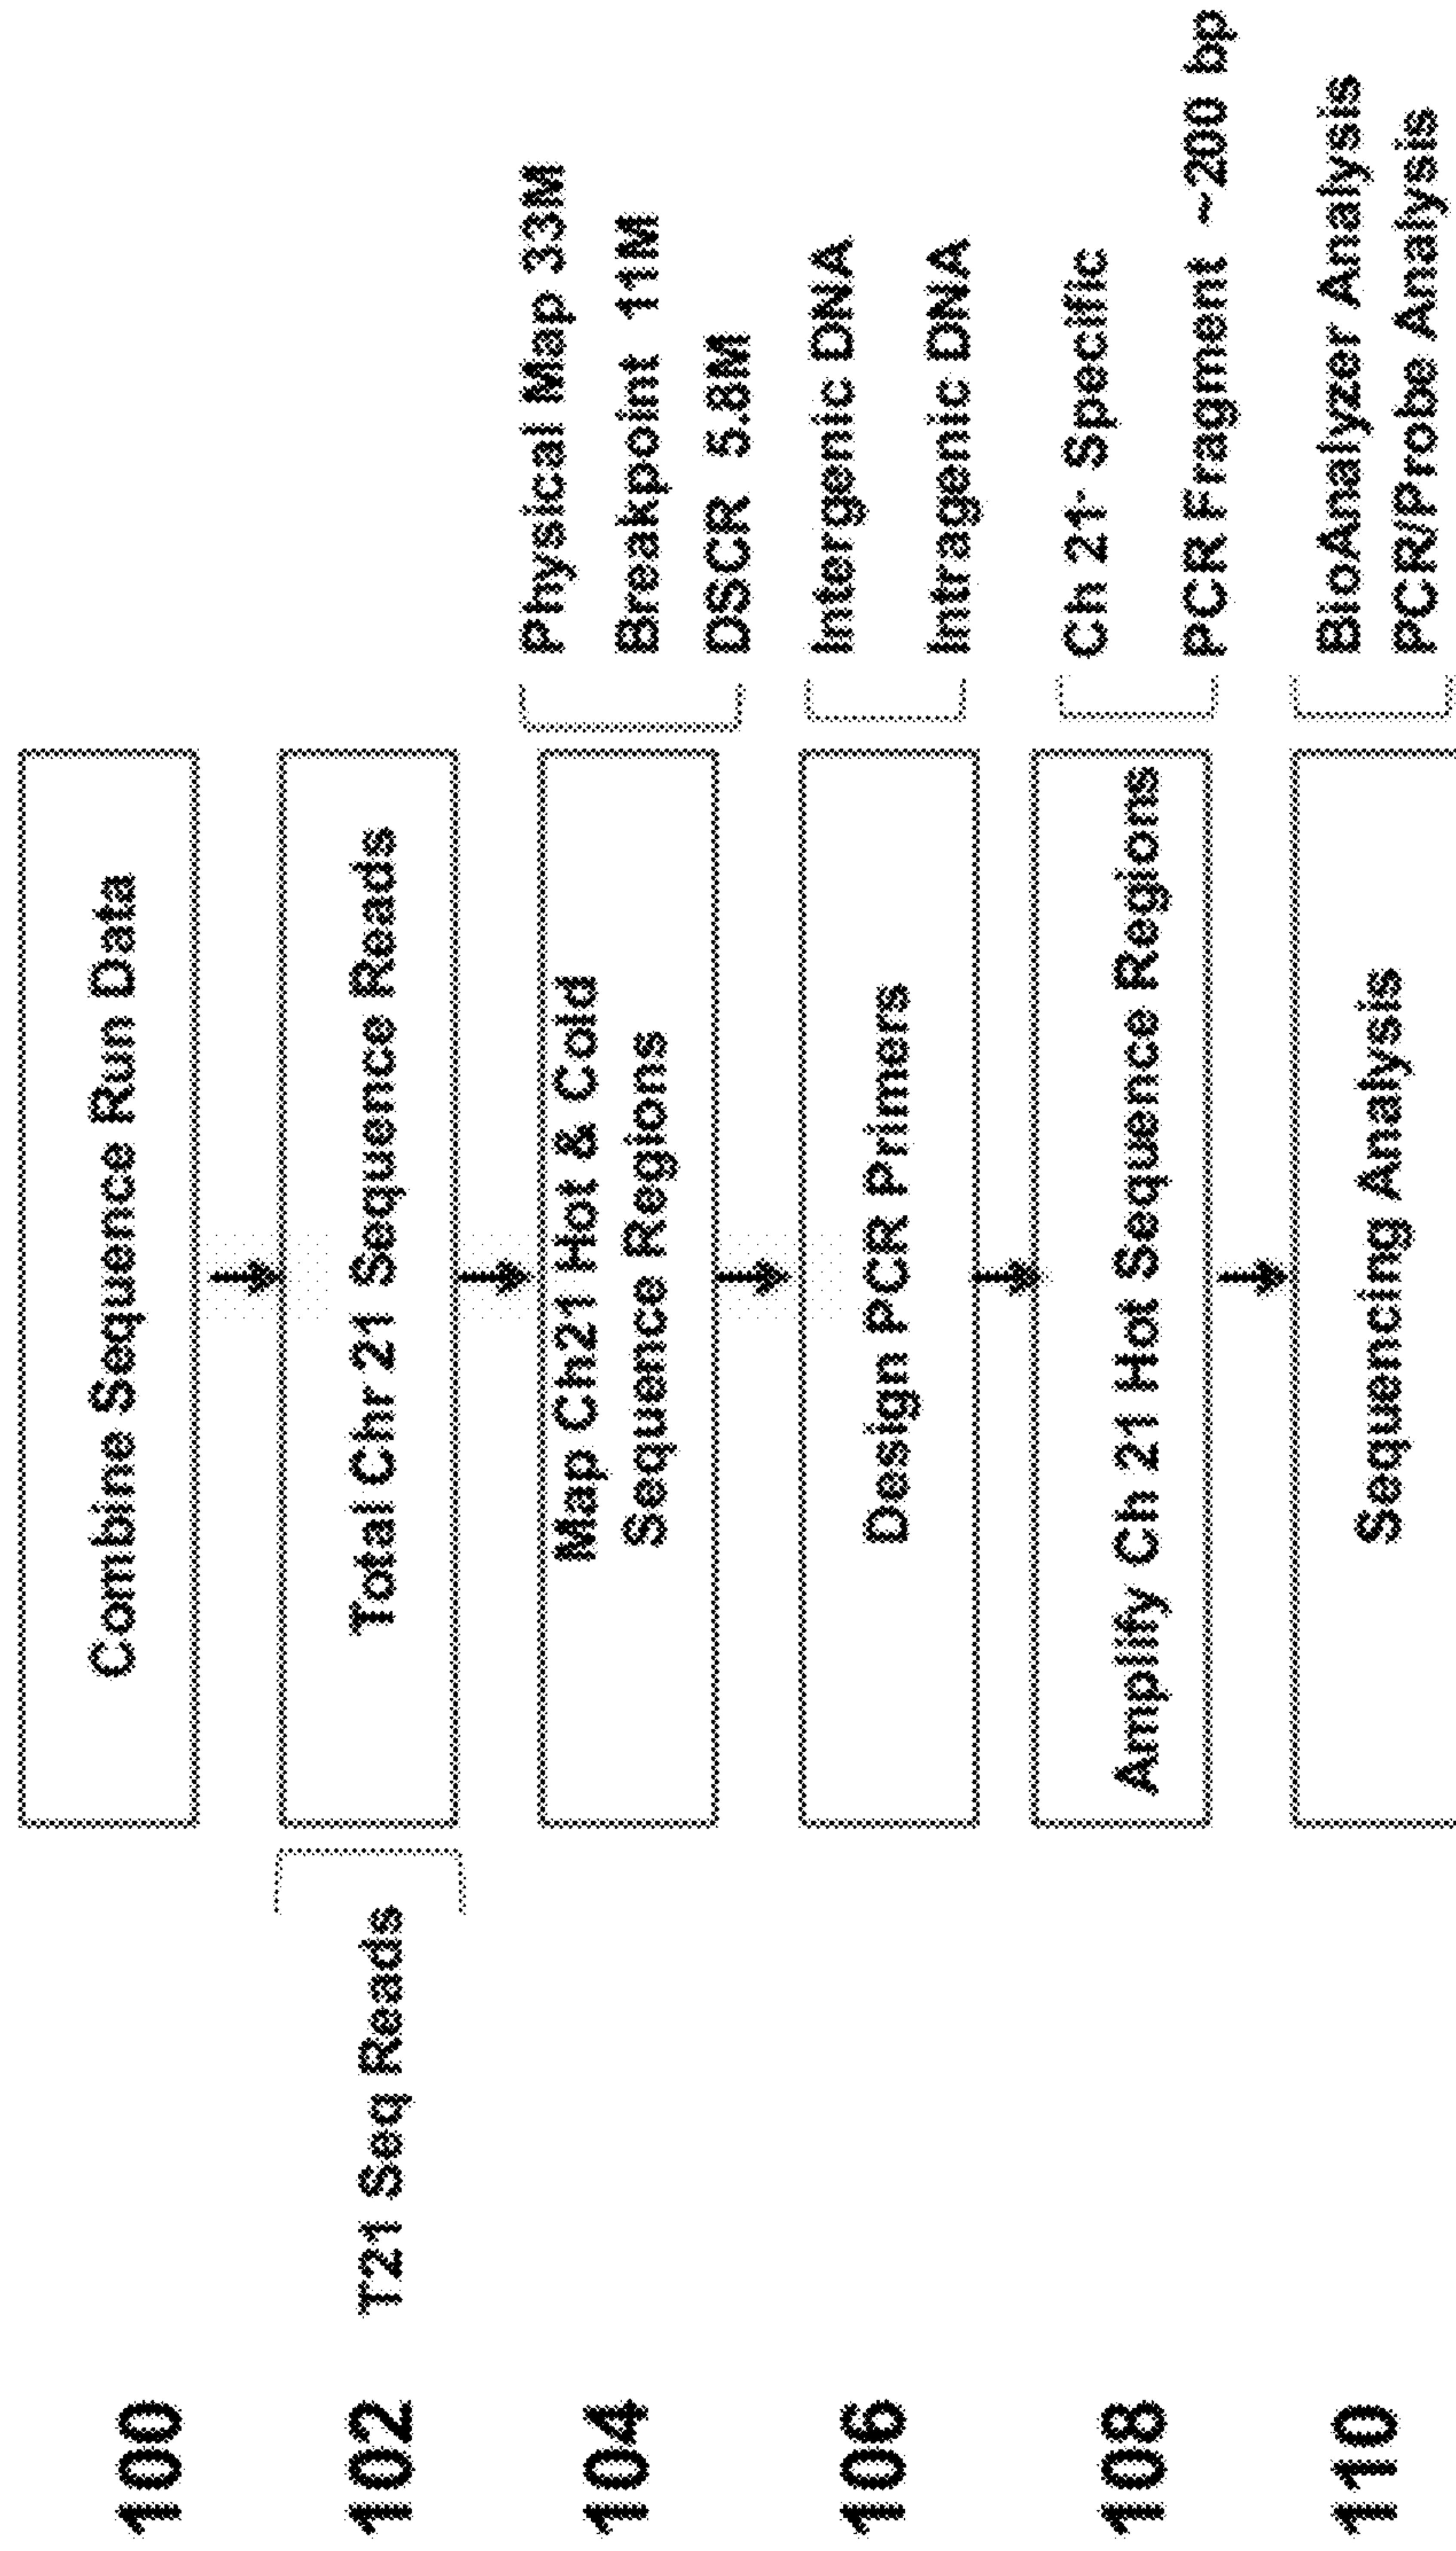 100
Combine Sequence Run Data
102
T21 Seq Reads
Total Chr 21 Sequence Reads
104
Map Ch21 Hot & Cold
Sequence Regions
Physical Map 33M
Breakpoint 11M
DSCR 5.8M
106
Design PCR Primers
Intergenic DNA
Intragenic DNA
108
Amplify Ch 21 Hot Sequence Regions
Ch 21- Specific
PCR Fragment ~200 bp
110
Sequencing Analysis
BioAnalyzer Analysis
PCR/Probe Analysis